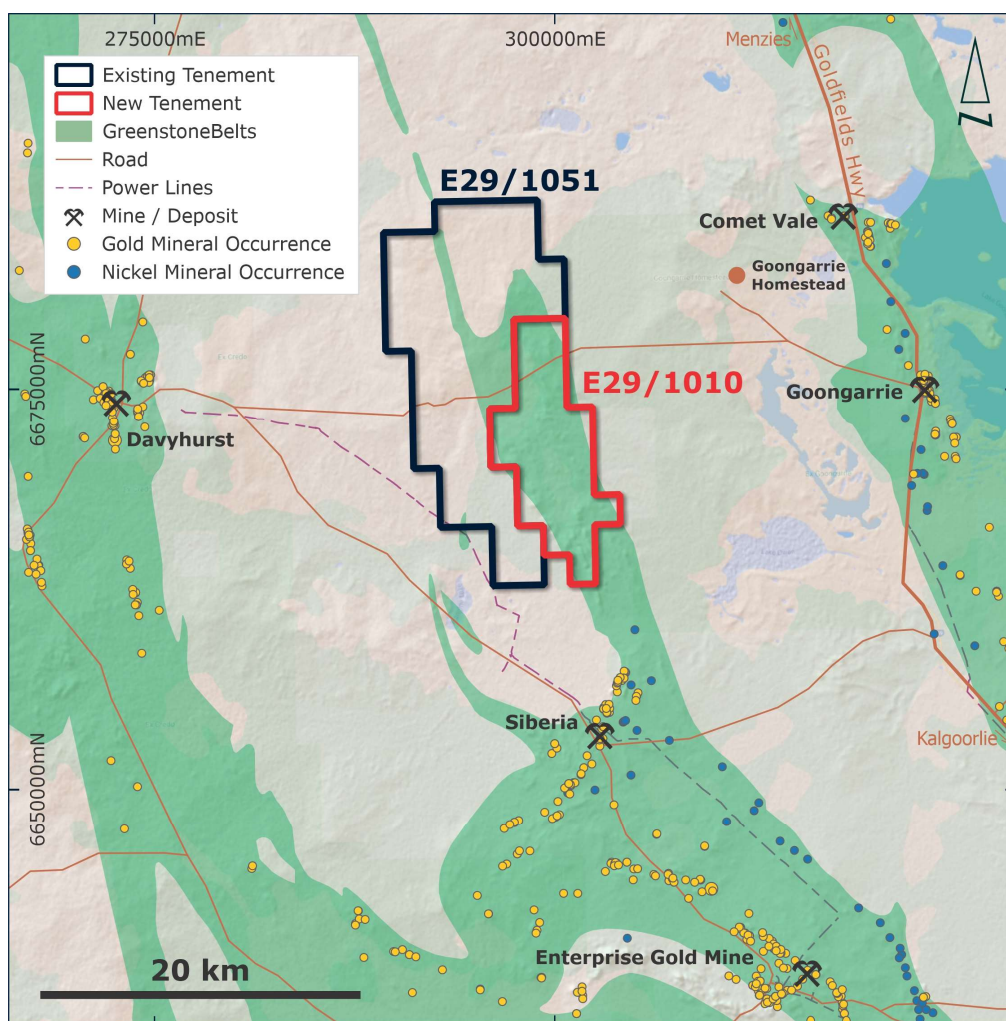 275000mE
300000mE
Menzies
Goldfields Hwy
N
Existing Tenement
New Tenement
GreenstoneBelts
Road
Power Lines
Mine / Deposit
Gold Mineral Occurrence
Nickel Mineral Occurrence
E29/1051
Comet Vale
Goongarrie
Homestead
6675000mN
E29/1010
Goongarrie
Davyhurst
Siberia
Kalgoorlie
6650000mN
Enterprise Gold Mine
20 km